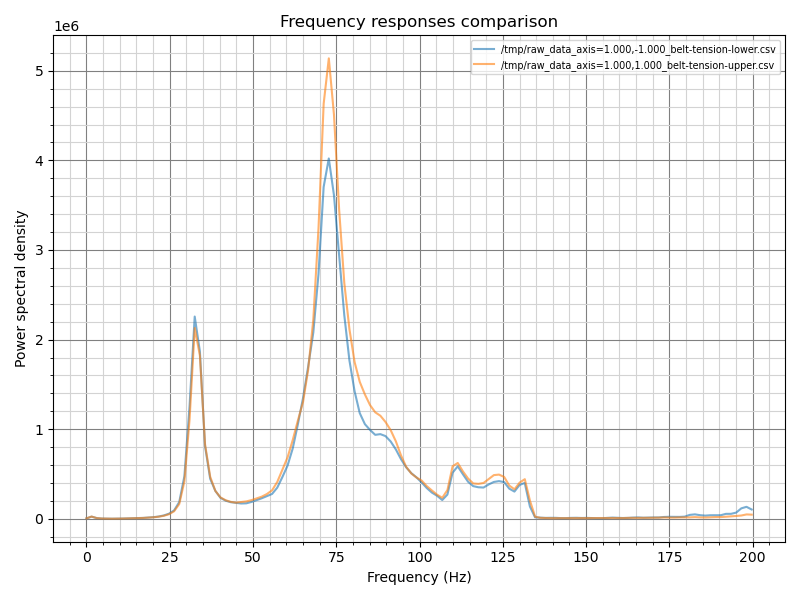 Frequency responses comparison
1e6
/tmp/raw_data_axis=1.000,-1.000_belt-tension-lower.csv
/tmp/raw_data_axis=1.000,1.000_belt-tension-upper.csv
5
4
3
2
1
0
Power spectral density
0 25 50 75 100 125 150 175 200
Frequency (Hz)